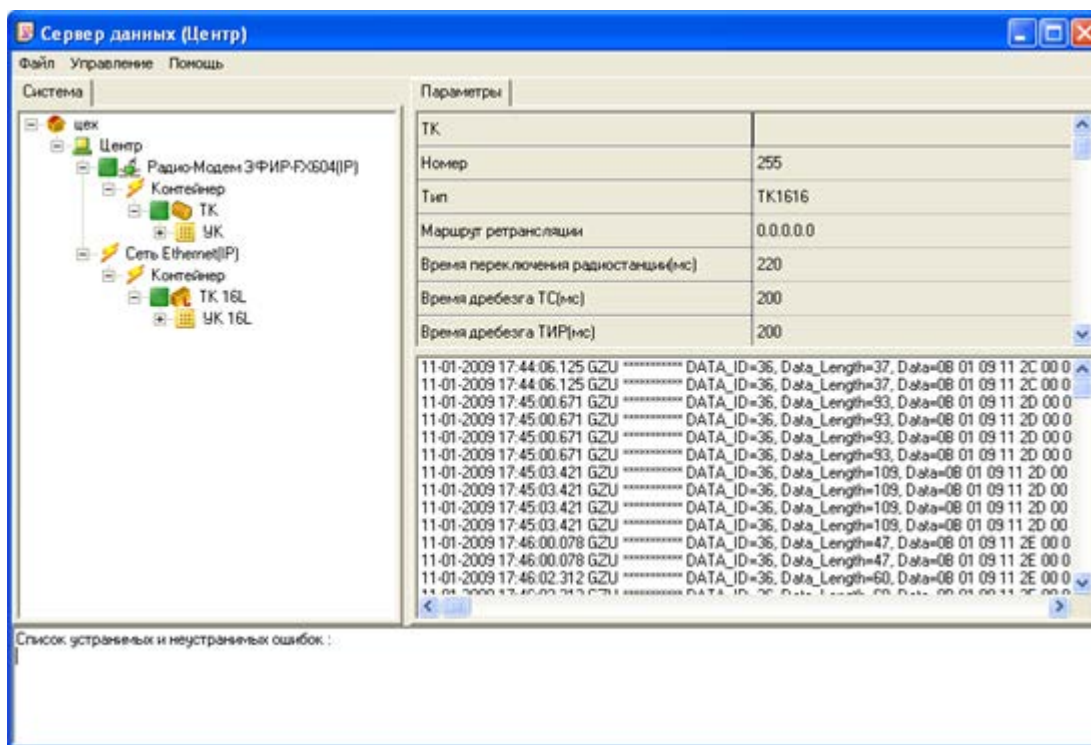 Сервер данных (Центр)
Файл Управление Помощь
Система
цех
Центр
Радио-Модем ЭФИР-FX604(IP)
Контейнер
ТК
УК
Сеть Ethernet(IP)
Контейнер
ТК 16L
УК 16L
Параметры
ТК
Номер 255
Тип ТК1616
Маршрут ретрансляции 0.0.0.0.0
Время переключения радиостанции(мс) 220
Время дребезга ТС(мс) 200
Время дребезга ТИР(мс) 200
11-01-2009 17:44:06.125 GZU *********** DATA_ID=36, Data_Length=37, Data=0B 01 09 11 2C 00 0
11-01-2009 17:44:06.125 GZU *********** DATA_ID=36, Data_Length=37, Data=0B 01 09 11 2C 00 0
11-01-2009 17:45:00.671 GZU *********** DATA_ID=36, Data_Length=93, Data=0B 01 09 11 2D 00 0
11-01-2009 17:45:00.671 GZU *********** DATA_ID=36, Data_Length=93, Data=0B 01 09 11 2D 00 0
11-01-2009 17:45:00.671 GZU *********** DATA_ID=36, Data_Length=93, Data=0B 01 09 11 2D 00 0
11-01-2009 17:45:00.671 GZU *********** DATA_ID=36, Data_Length=93, Data=0B 01 09 11 2D 00 0
11-01-2009 17:45:03.421 GZU *********** DATA_ID=36, Data_Length=109, Data=0B 01 09 11 2D 00
11-01-2009 17:45:03.421 GZU *********** DATA_ID=36, Data_Length=109, Data=0B 01 09 11 2D 00
11-01-2009 17:45:03.421 GZU *********** DATA_ID=36, Data_Length=109, Data=0B 01 09 11 2D 00
11-01-2009 17:45:03.421 GZU *********** DATA_ID=36, Data_Length=109, Data=0B 01 09 11 2D 00
11-01-2009 17:46:00.078 GZU *********** DATA_ID=36, Data_Length=47, Data=0B 01 09 11 2E 00 0
11-01-2009 17:46:00.078 GZU *********** DATA_ID=36, Data_Length=47, Data=0B 01 09 11 2E 00 0
11-01-2009 17:46:02.312 GZU *********** DATA_ID=36, Data_Length=60, Data=0B 01 09 11 2E 00 0
Список устранимых и неустранимых ошибок :